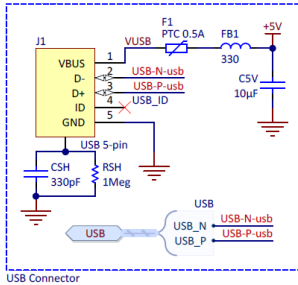 F1
PTC 0.5A
FB1
+5V
J1
VUSB
330
VBUS 1
D- 2 USB-N-usb
D+ 3 USB-P-usb
ID 4 USB_ID
GND 5
C5V
10µF
USB 5-pin
CSH
330pF
RSH
1Meg
USB
USB
USB_N USB-N-usb
USB_P USB-P-usb
USB Connector